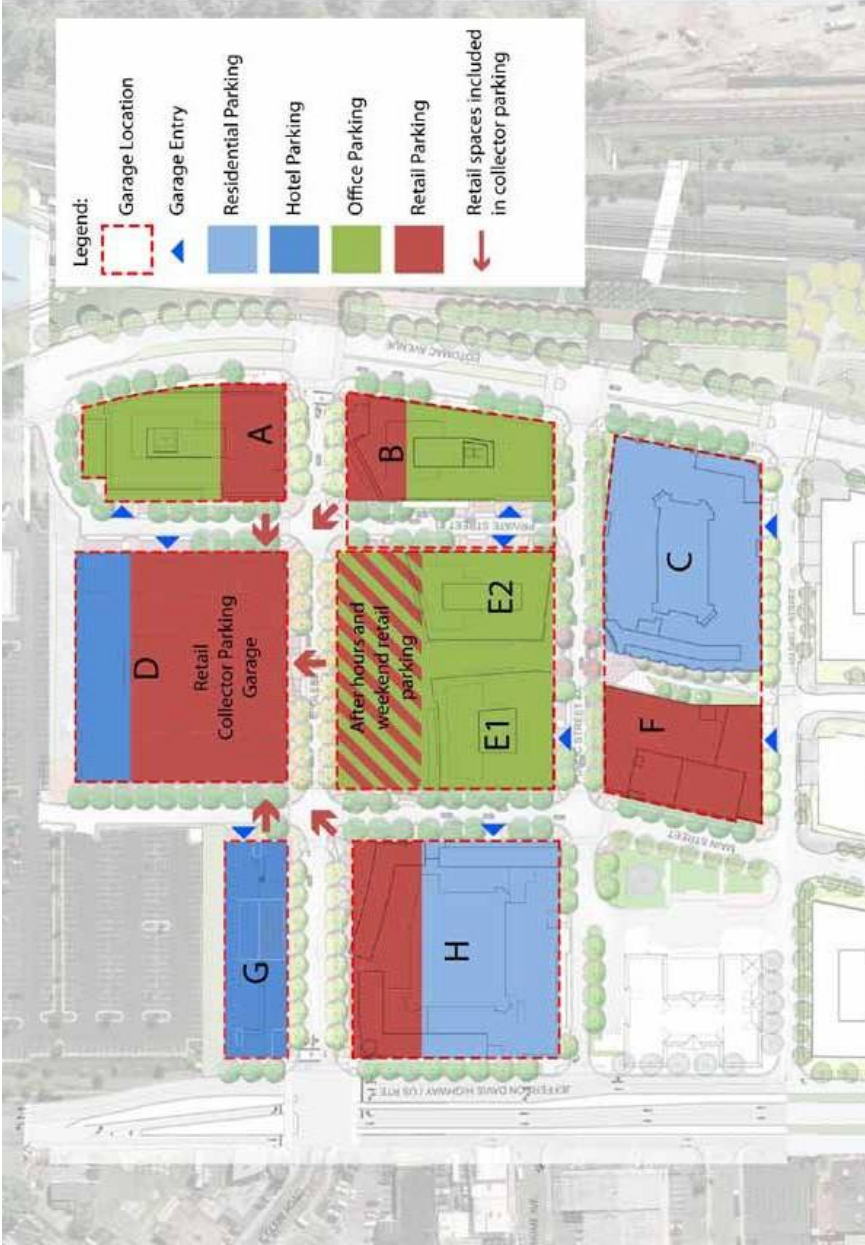 Legend:
Garage Location
Garage Entry
Residential Parking
Hotel Parking
Office Parking
Retail Parking
Retail spaces included
in collector parking
A
B
C
D
Retail
Collector Parking
Garage
After hours and
weekend retail
parking
E1
E2
F
G
H
POTOMAC AVENUE
PRIVATE STREET
MAIN STREET
JEFFERSON DAVIS HIGHWAY / US RTE